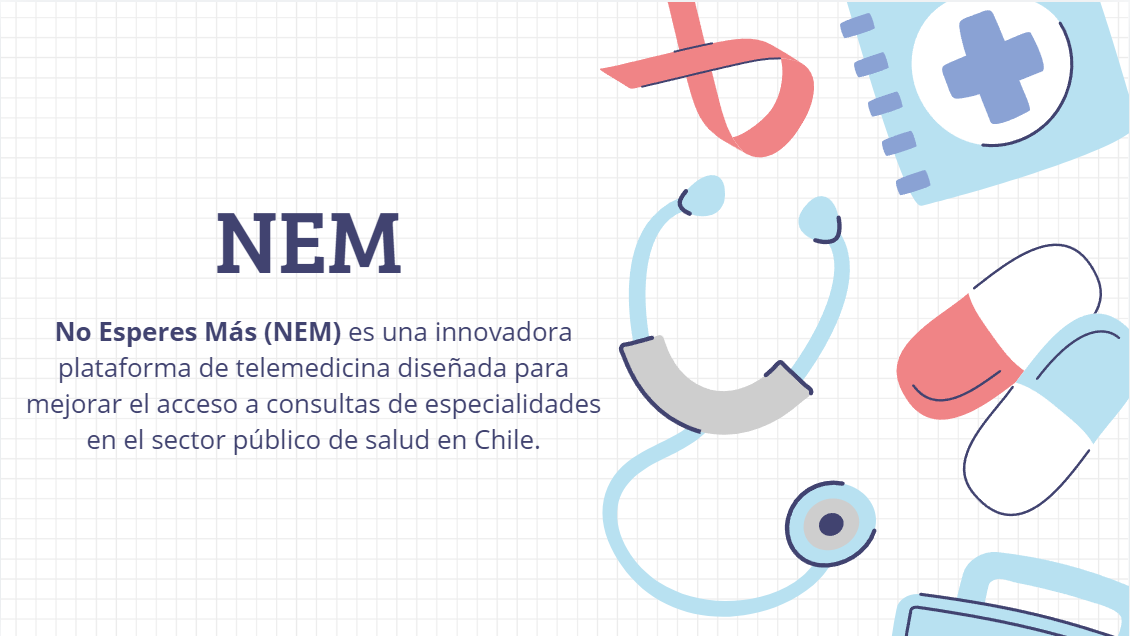 NEM
No Esperes Más (NEM) es una innovadora
plataforma de telemedicina diseñada para
mejorar el acceso a consultas de especialidades
en el sector público de salud en Chile.